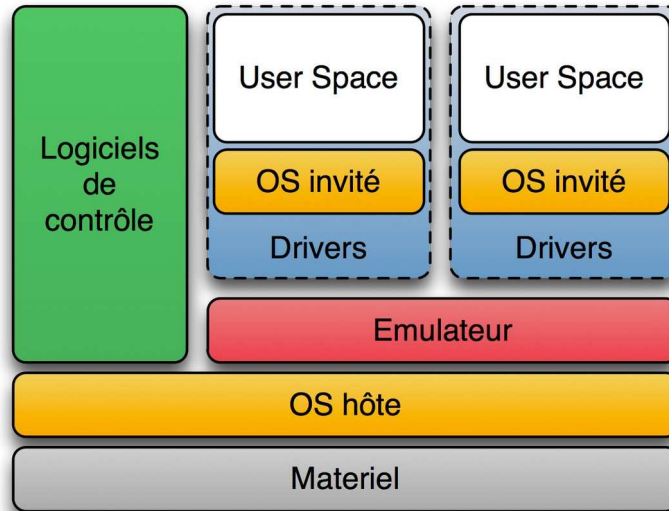 Logiciels
de
contrôle
User Space
OS invité
Drivers
User Space
OS invité
Drivers
Emulateur
OS hôte
Materiel